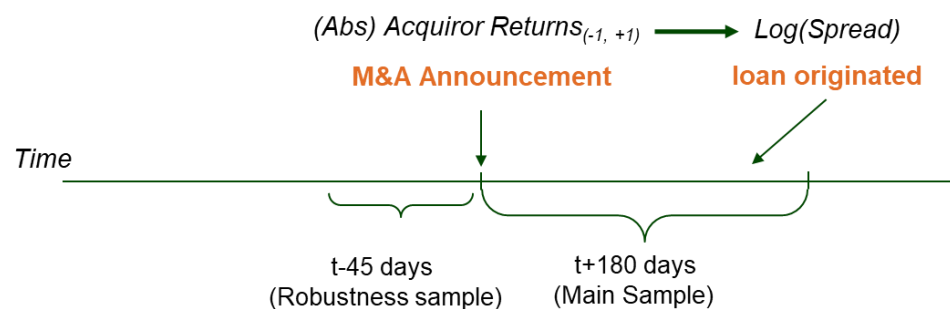 (Abs) Acquiror Returns(-1, +1) Log(Spread)
M&A Announcement loan originated
Time
t-45 days t+180 days
(Robustness sample) (Main Sample)